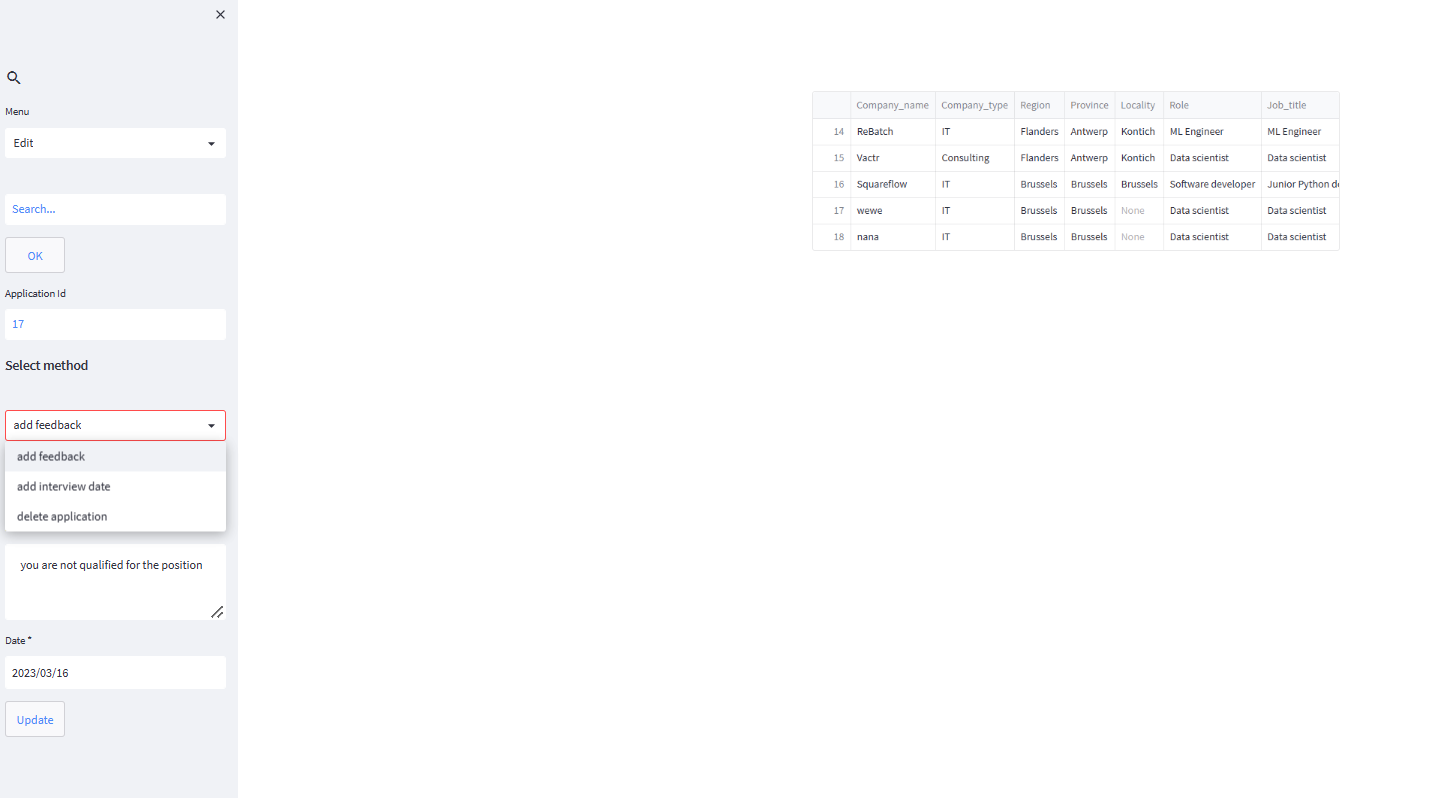 Menu
Edit
Search...
OK
Application Id
17
Select method
add feedback
add feedback
add interview date
delete application
you are not qualified for the position
Date *
2023/03/16
Update
Company_name Company_type Region Province Locality Role Job_title
14 ReBatch IT Flanders Antwerp Kontich ML Engineer ML Engineer
15 Vactr Consulting Flanders Antwerp Kontich Data scientist Data scientist
16 Squareflow IT Brussels Brussels Brussels Software developer Junior Python de
17 wewe IT Brussels Brussels None Data scientist Data scientist
18 nana IT Brussels Brussels None Data scientist Data scientist